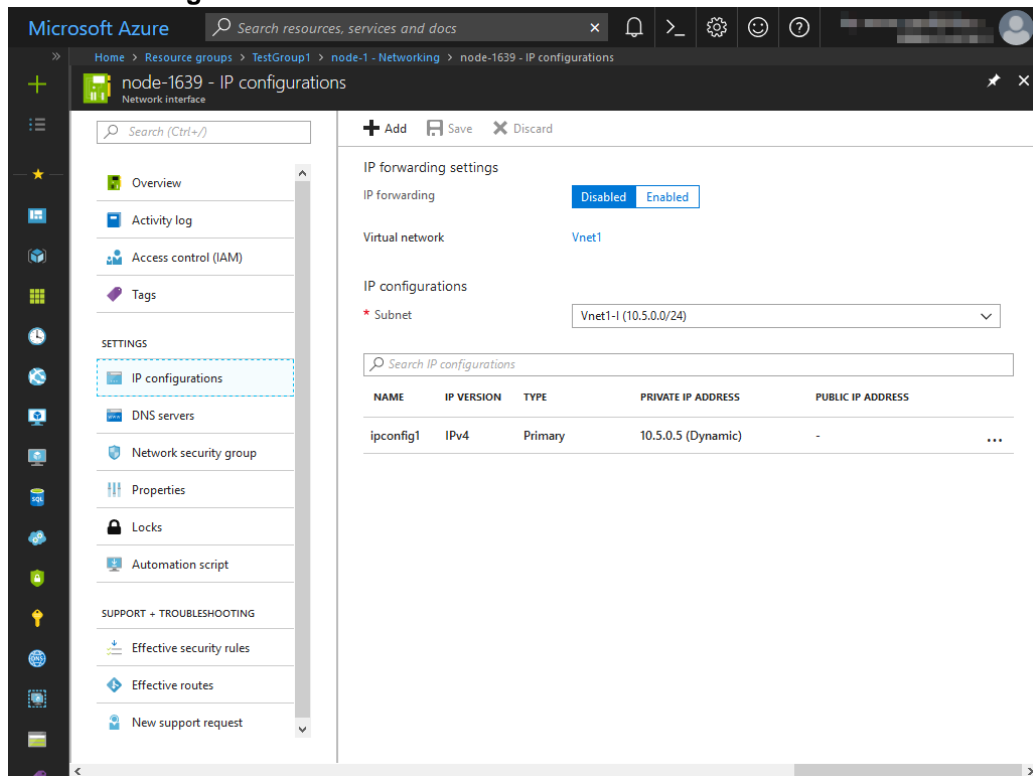 Microsoft Azure
Search resources, services and docs
Home > Resource groups > TestGroup1 > node-1 - Networking > node-1639 - IP configurations
node-1639 - IP configurations
Network interface
Search (Ctrl+/)
Overview
Activity log
Access control (IAM)
Tags
SETTINGS
IP configurations
DNS servers
Network security group
Properties
Locks
Automation script
SUPPORT + TROUBLESHOOTING
Effective security rules
Effective routes
New support request
Add Save Discard
IP forwarding settings
IP forwarding Disabled Enabled
Virtual network Vnet1
IP configurations
* Subnet Vnet1-I (10.5.0.0/24)
Search IP configurations
NAME IP VERSION TYPE PRIVATE IP ADDRESS PUBLIC IP ADDRESS
ipconfig1 IPv4 Primary 10.5.0.5 (Dynamic) - ...